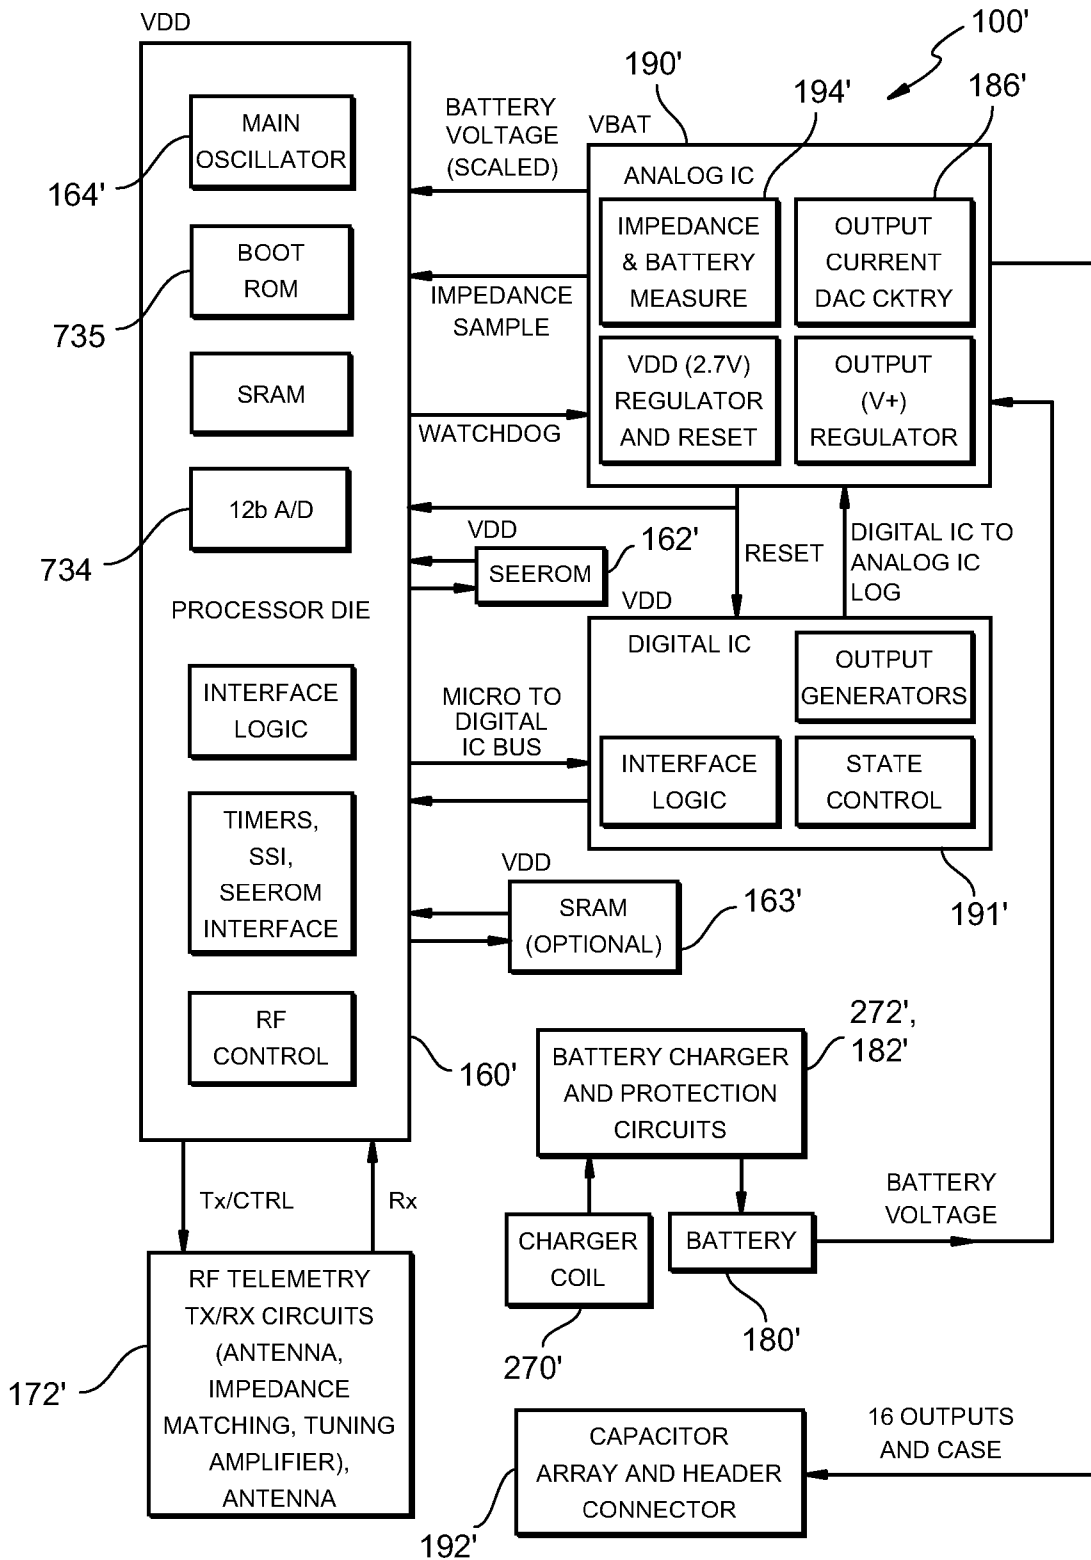 VDD
100'
190'
194'
186'
MAIN
OSCILLATOR
164'
BATTERY
VOLTAGE
(SCALED)
VBAT
ANALOG IC
IMPEDANCE
& BATTERY
MEASURE
OUTPUT
CURRENT
DAC CKTRY
BOOT
ROM
735
IMPEDANCE
SAMPLE
SRAM
VDD (2.7V)
REGULATOR
AND RESET
OUTPUT
(V+)
REGULATOR
WATCHDOG
12b A/D
734
VDD
SEEROM
162'
RESET
DIGITAL IC TO
ANALOG IC
LOG
PROCESSOR DIE
VDD
DIGITAL IC
OUTPUT
GENERATORS
INTERFACE
LOGIC
MICRO TO
DIGITAL
IC BUS
INTERFACE
LOGIC
STATE
CONTROL
191'
TIMERS,
SSI,
SEEROM
INTERFACE
VDD
SRAM
(OPTIONAL)
163'
RF
CONTROL
160'
272',
182'
BATTERY CHARGER
AND PROTECTION
CIRCUITS
Tx/CTRL
Rx
CHARGER
COIL
270'
BATTERY
180'
BATTERY
VOLTAGE
RF TELEMETRY
TX/RX CIRCUITS
(ANTENNA,
IMPEDANCE
MATCHING, TUNING
AMPLIFIER),
ANTENNA
172'
CAPACITOR
ARRAY AND HEADER
CONNECTOR
192'
16 OUTPUTS
AND CASE